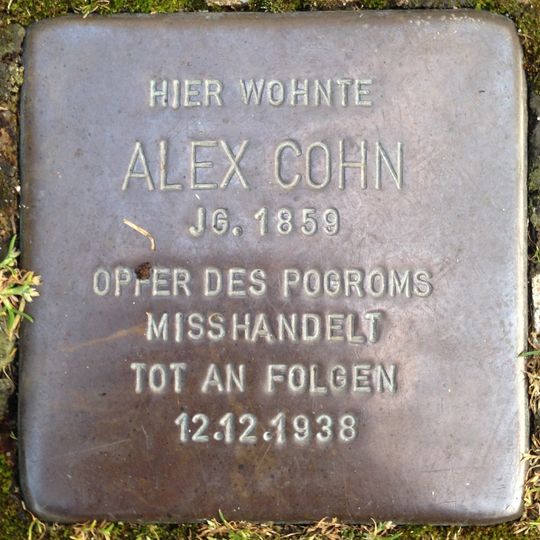 HIER WOHNTE
ALEX COHN
JG. 1859
OPFER DES POGROMS
MISSHANDELT
TOT AN FOLGEN
12.12.1938